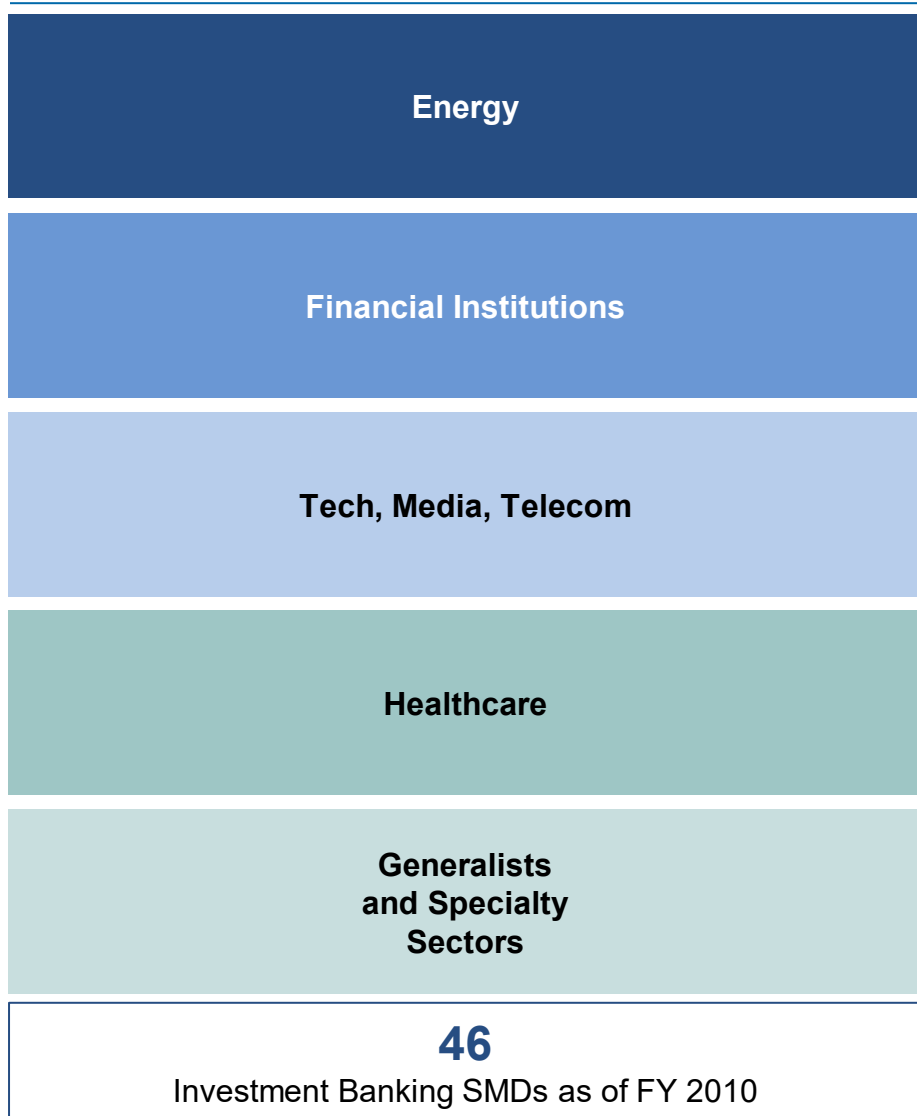 Energy
Financial Institutions
Tech, Media, Telecom
Healthcare
Generalists
and Specialty
Sectors
46
Investment Banking SMDs as of FY 2010